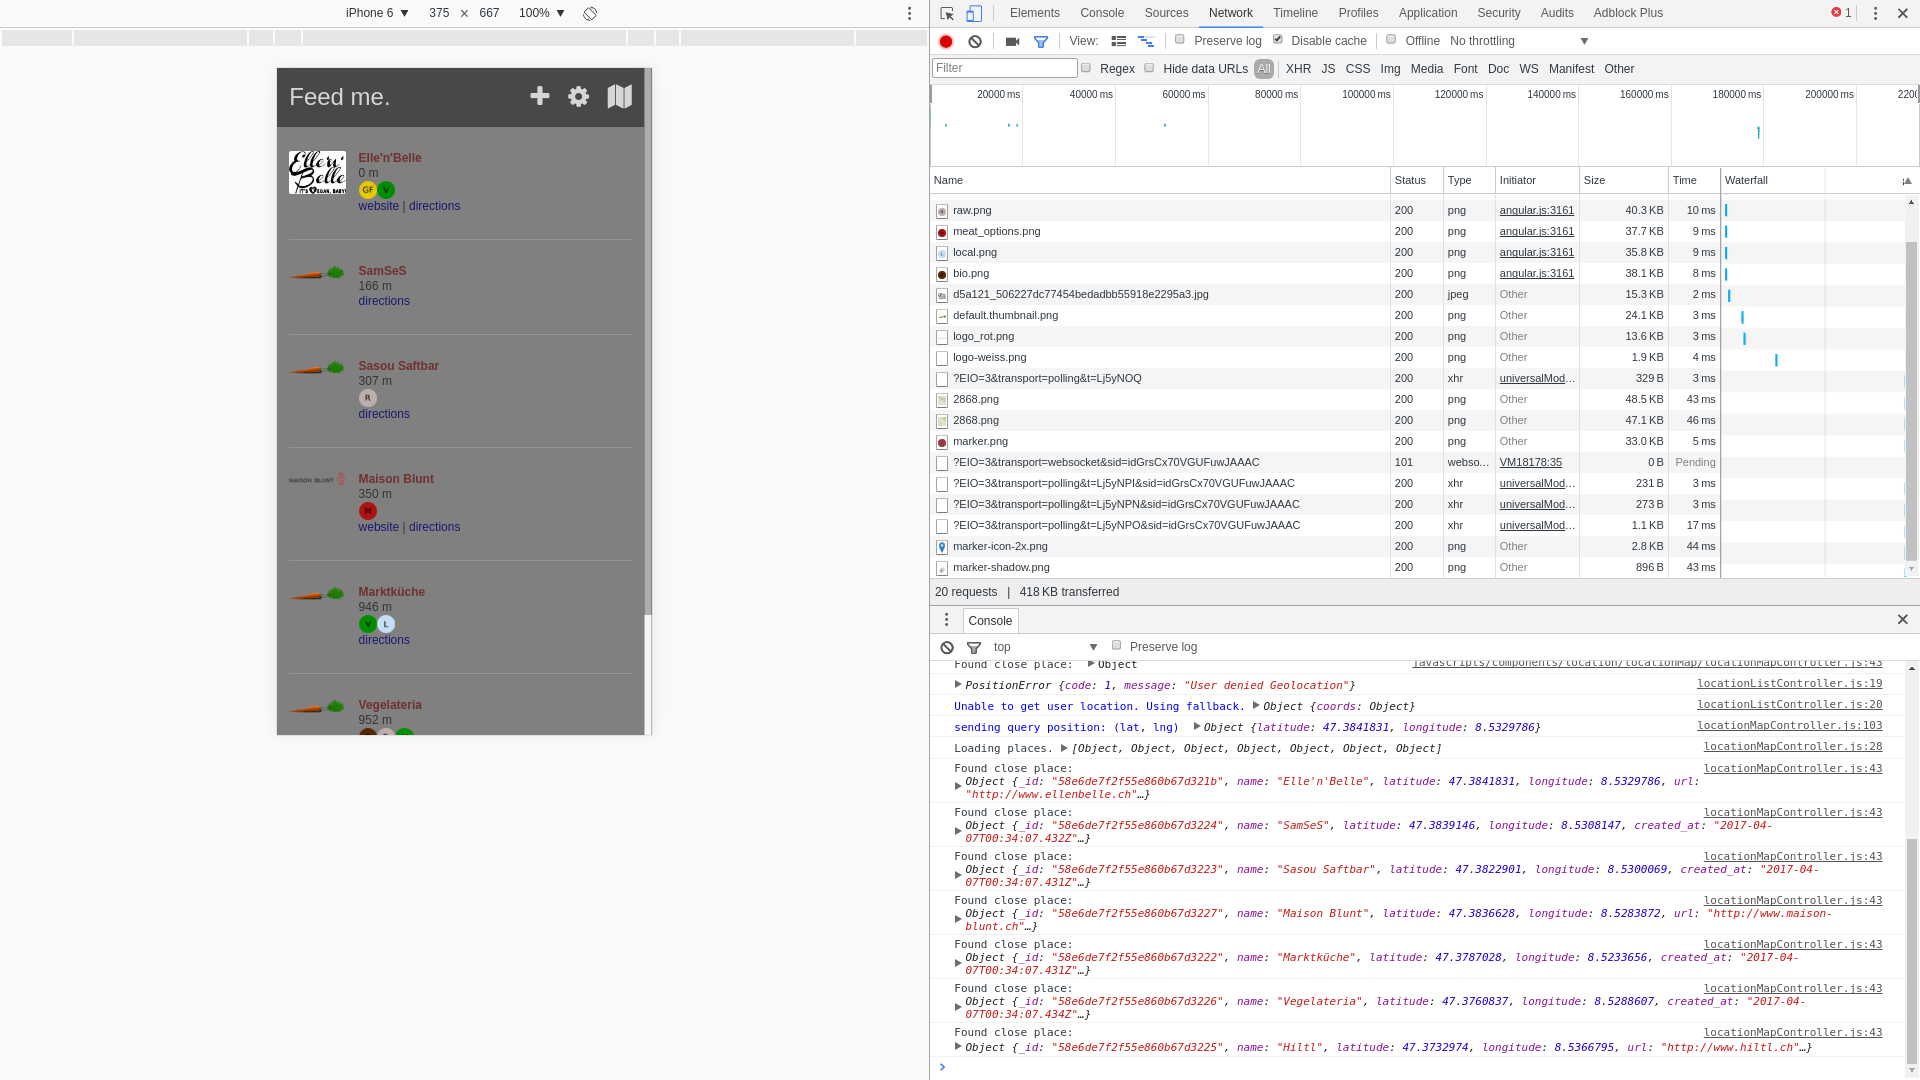 iPhone 6 ▼ 375 × 667 100% ▼
Feed me.
Ellen' Belle IT'S VEGAN, BABY!
Elle'n'Belle
0 m
GF V
website | directions
SamSeS
166 m
directions
Sasou Saftbar
307 m
R
directions
MAISON BLUNT
Maison Blunt
350 m
M
website | directions
Marktküche
946 m
V L
directions
Vegelateria
952 m
Elements Console Sources Network Timeline Profiles Application Security Audits Adblock Plus 1
View: Preserve log Disable cache Offline No throttling
Filter Regex Hide data URLs All XHR JS CSS Img Media Font Doc WS Manifest Other
20000 ms 40000 ms 60000 ms 80000 ms 100000 ms 120000 ms 140000 ms 160000 ms 180000 ms 200000 ms 220
Name Status Type Initiator Size Time Waterfall
raw.png 200 png angular.js:3161 40.3 KB 10 ms
meat_options.png 200 png angular.js:3161 37.7 KB 9 ms
local.png 200 png angular.js:3161 35.8 KB 9 ms
bio.png 200 png angular.js:3161 38.1 KB 8 ms
d5a121_506227dc77454bedadbb55918e2295a3.jpg 200 jpeg Other 15.3 KB 2 ms
default.thumbnail.png 200 png Other 24.1 KB 3 ms
logo_rot.png 200 png Other 13.6 KB 3 ms
logo-weiss.png 200 png Other 1.9 KB 4 ms
?EIO=3&transport=polling&t=Lj5yNOQ 200 xhr universalMod... 329 B 3 ms
2868.png 200 png Other 48.5 KB 43 ms
2868.png 200 png Other 47.1 KB 46 ms
marker.png 200 png Other 33.0 KB 5 ms
?EIO=3&transport=websocket&sid=idGrsCx70VGUFuwJAAAC 101 webso... VM18178:35 0 B Pending
?EIO=3&transport=polling&t=Lj5yNPI&sid=idGrsCx70VGUFuwJAAAC 200 xhr universalMod... 231 B 3 ms
?EIO=3&transport=polling&t=Lj5yNPN&sid=idGrsCx70VGUFuwJAAAC 200 xhr universalMod... 273 B 3 ms
?EIO=3&transport=polling&t=Lj5yNPO&sid=idGrsCx70VGUFuwJAAAC 200 xhr universalMod... 1.1 KB 17 ms
marker-icon-2x.png 200 png Other 2.8 KB 44 ms
marker-shadow.png 200 png Other 896 B 43 ms
20 requests | 418 KB transferred
Console
top ▼ Preserve log
Found close place: ▶Object javascripts/components/location/locationMap/locationMapController.js:43
▶PositionError {code: 1, message: "User denied Geolocation"} locationListController.js:19
Unable to get user location. Using fallback. ▶Object {coords: Object} locationListController.js:20
sending query position: (lat, lng) ▶Object {latitude: 47.3841831, longitude: 8.5329786} locationMapController.js:103
Loading places. ▶[Object, Object, Object, Object, Object, Object, Object] locationMapController.js:28
Found close place: locationMapController.js:43
▶Object {_id: "58e6de7f2f55e860b67d321b", name: "Elle'n'Belle", latitude: 47.3841831, longitude: 8.5329786, url:
"http://www.ellenbelle.ch"…}
Found close place: locationMapController.js:43
▶Object {_id: "58e6de7f2f55e860b67d3224", name: "SamSeS", latitude: 47.3839146, longitude: 8.5308147, created_at: "2017-04-
07T00:34:07.432Z"…}
Found close place: locationMapController.js:43
▶Object {_id: "58e6de7f2f55e860b67d3223", name: "Sasou Saftbar", latitude: 47.3822901, longitude: 8.5300069, created_at: "2017-04-
07T00:34:07.431Z"…}
Found close place: locationMapController.js:43
▶Object {_id: "58e6de7f2f55e860b67d3227", name: "Maison Blunt", latitude: 47.3836628, longitude: 8.5283872, url: "http://www.maison-
blunt.ch"…}
Found close place: locationMapController.js:43
▶Object {_id: "58e6de7f2f55e860b67d3222", name: "Marktküche", latitude: 47.3787028, longitude: 8.5233656, created_at: "2017-04-
07T00:34:07.431Z"…}
Found close place: locationMapController.js:43
▶Object {_id: "58e6de7f2f55e860b67d3226", name: "Vegelateria", latitude: 47.3760837, longitude: 8.5288607, created_at: "2017-04-
07T00:34:07.434Z"…}
Found close place: locationMapController.js:43
▶Object {_id: "58e6de7f2f55e860b67d3225", name: "Hiltl", latitude: 47.3732974, longitude: 8.5366795, url: "http://www.hiltl.ch"…}